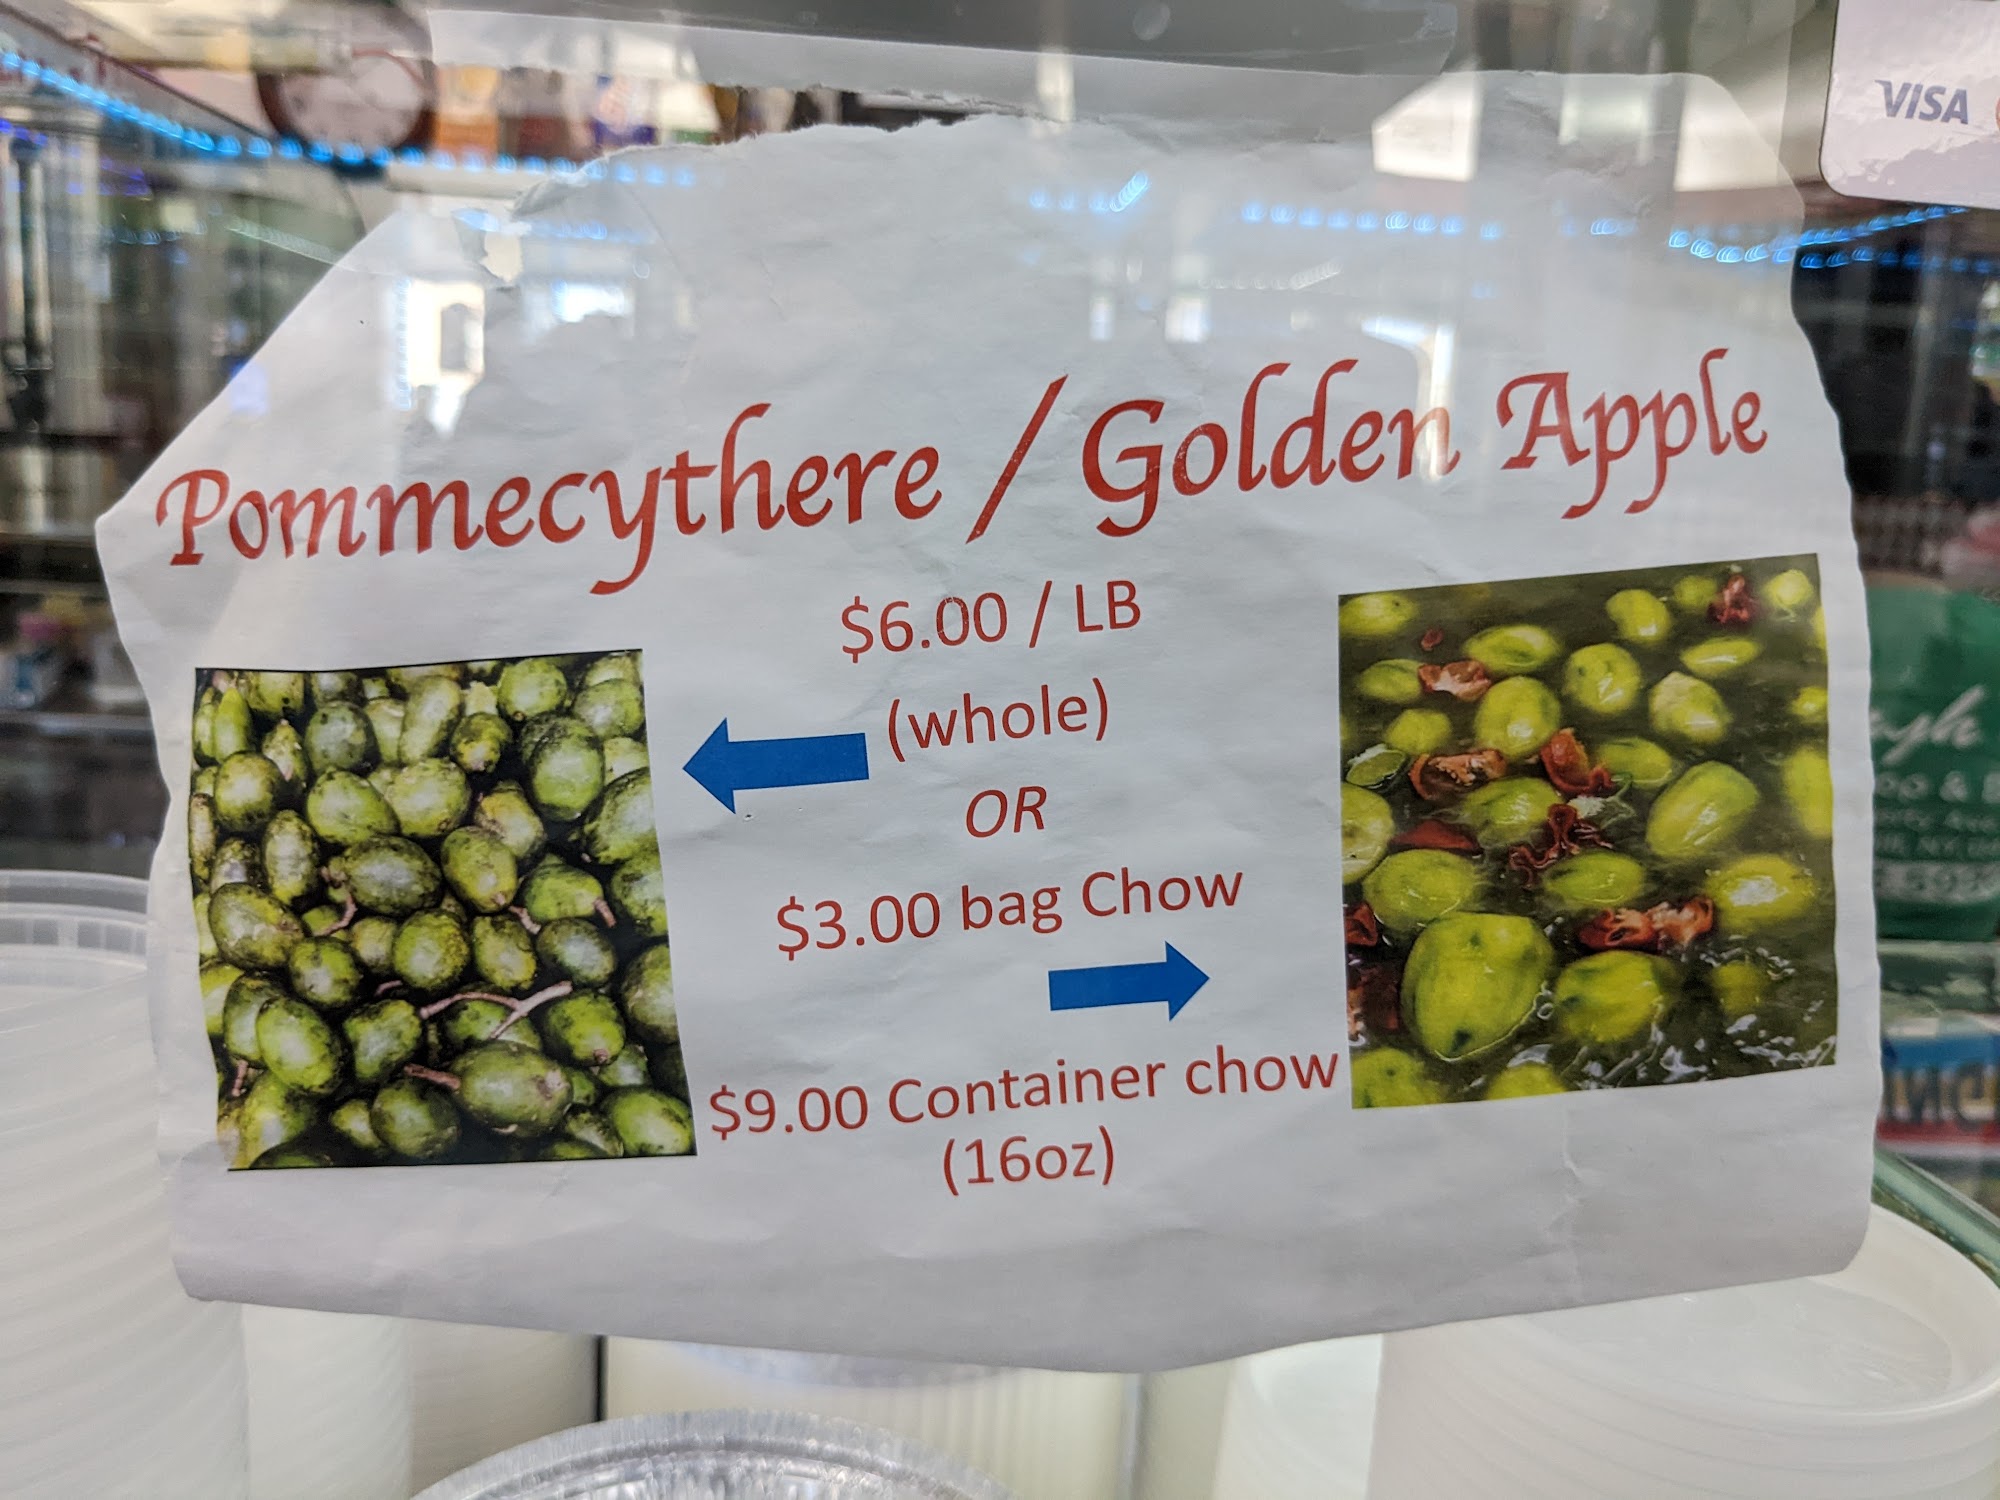 VISA
Pommecythere / Golden Apple
$6.00 / LB
(whole)
OR
$3.00 bag Chow
$9.00 Container chow
(16oz)